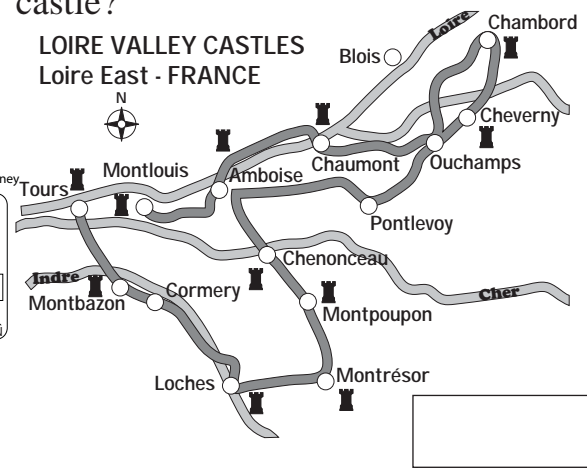 castle?
LOIRE VALLEY CASTLES
Loire East - FRANCE
N
Loire
Chambord
Blois
Cheverny
Chaumont
Ouchamps
ney
Tours
Montlouis
Amboise
Pontlevoy
Chenonceau
Indre
Cher
Montbazon
Cormery
Montpoupon
Loches
Montrésor